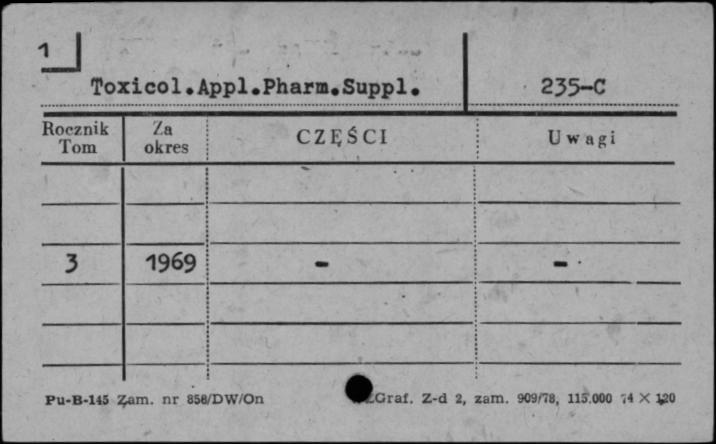 1
Toxicol.Appl.Pharm.Suppl. 235-C
Rocznik Tom Za okres CZĘŚCI Uwagi
3 1969 - -
Pu-B-145 Zam. nr 858/DW/On Graf. Z-d 2, zam. 909/78, 115.000 74 × 120